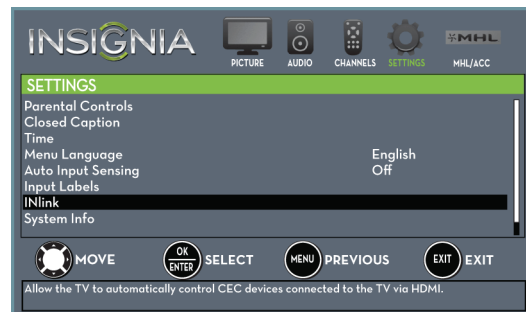 INSIGNIA
PICTURE AUDIO CHANNELS SETTINGS MHL MHL/ACC
SETTINGS
Parental Controls
Closed Caption
Time
Menu Language English
Auto Input Sensing Off
Input Labels
INlink
System Info
MOVE OK ENTER SELECT MENU PREVIOUS EXIT EXIT
Allow the TV to automatically control CEC devices connected to the TV via HDMI.